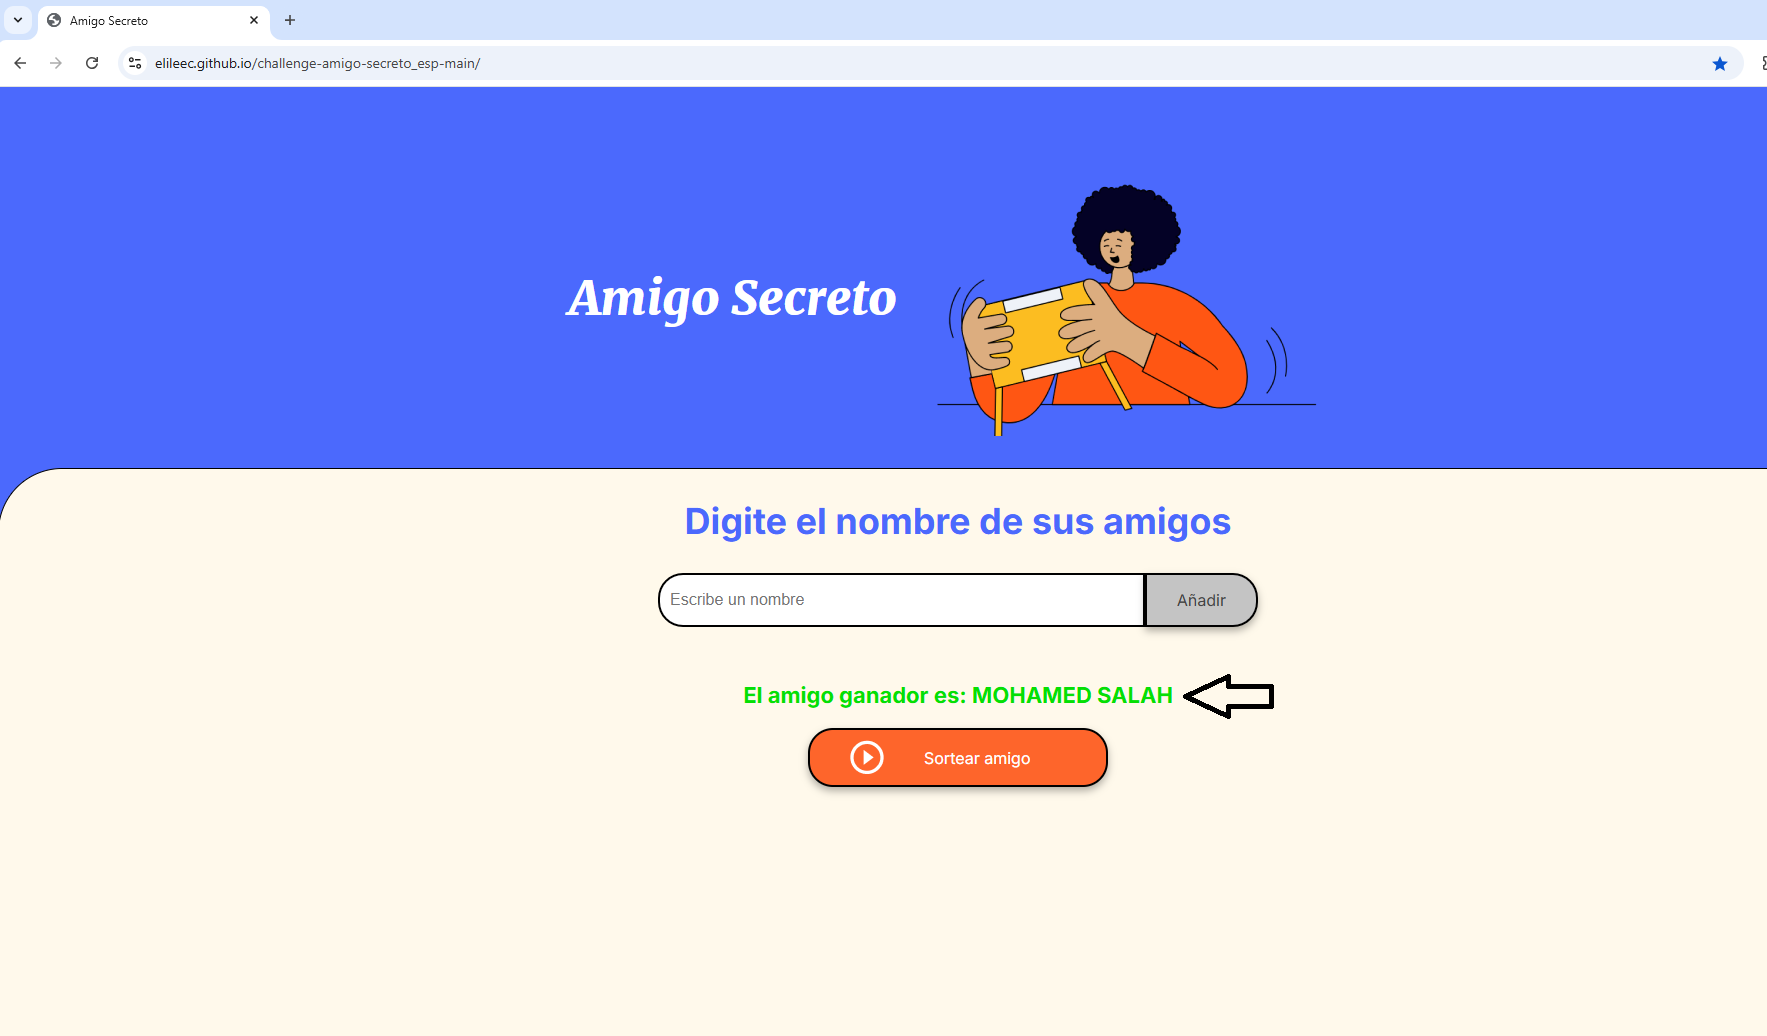 Amigo Secreto
elileec.github.io/challenge-amigo-secreto_esp-main/
Amigo Secreto
Digite el nombre de sus amigos
Escribe un nombre
Añadir
El amigo ganador es: MOHAMED SALAH
Sortear amigo